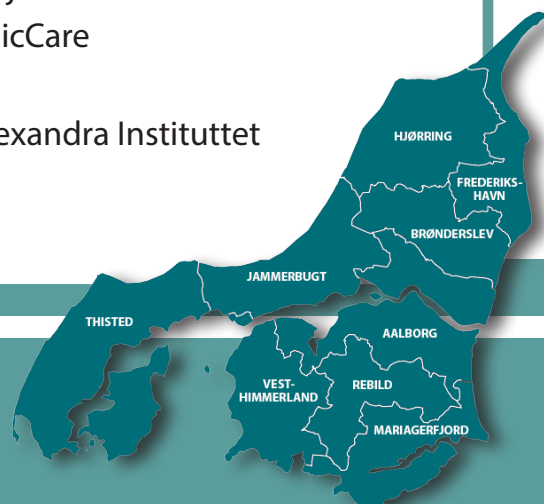 icCare
exandra Instituttet
HJØRRING
FREDERIKS-
HAVN
BRØNDERSLEV
JAMMERBUGT
THISTED
AALBORG
VEST-
HIMMERLAND
REBILD
MARIAGERFJORD